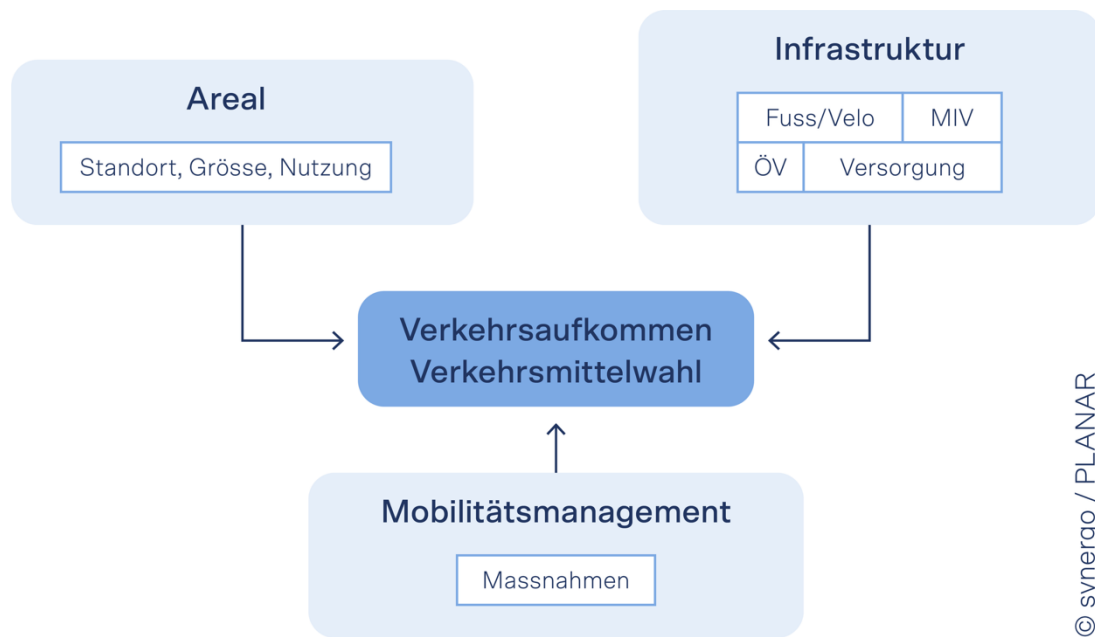 Areal
Standort, Grösse, Nutzung
Infrastruktur
Fuss/Velo MIV
ÖV Versorgung
Verkehrsaufkommen
Verkehrsmittelwahl
Mobilitätsmanagement
Massnahmen
© synergo / PLANAR